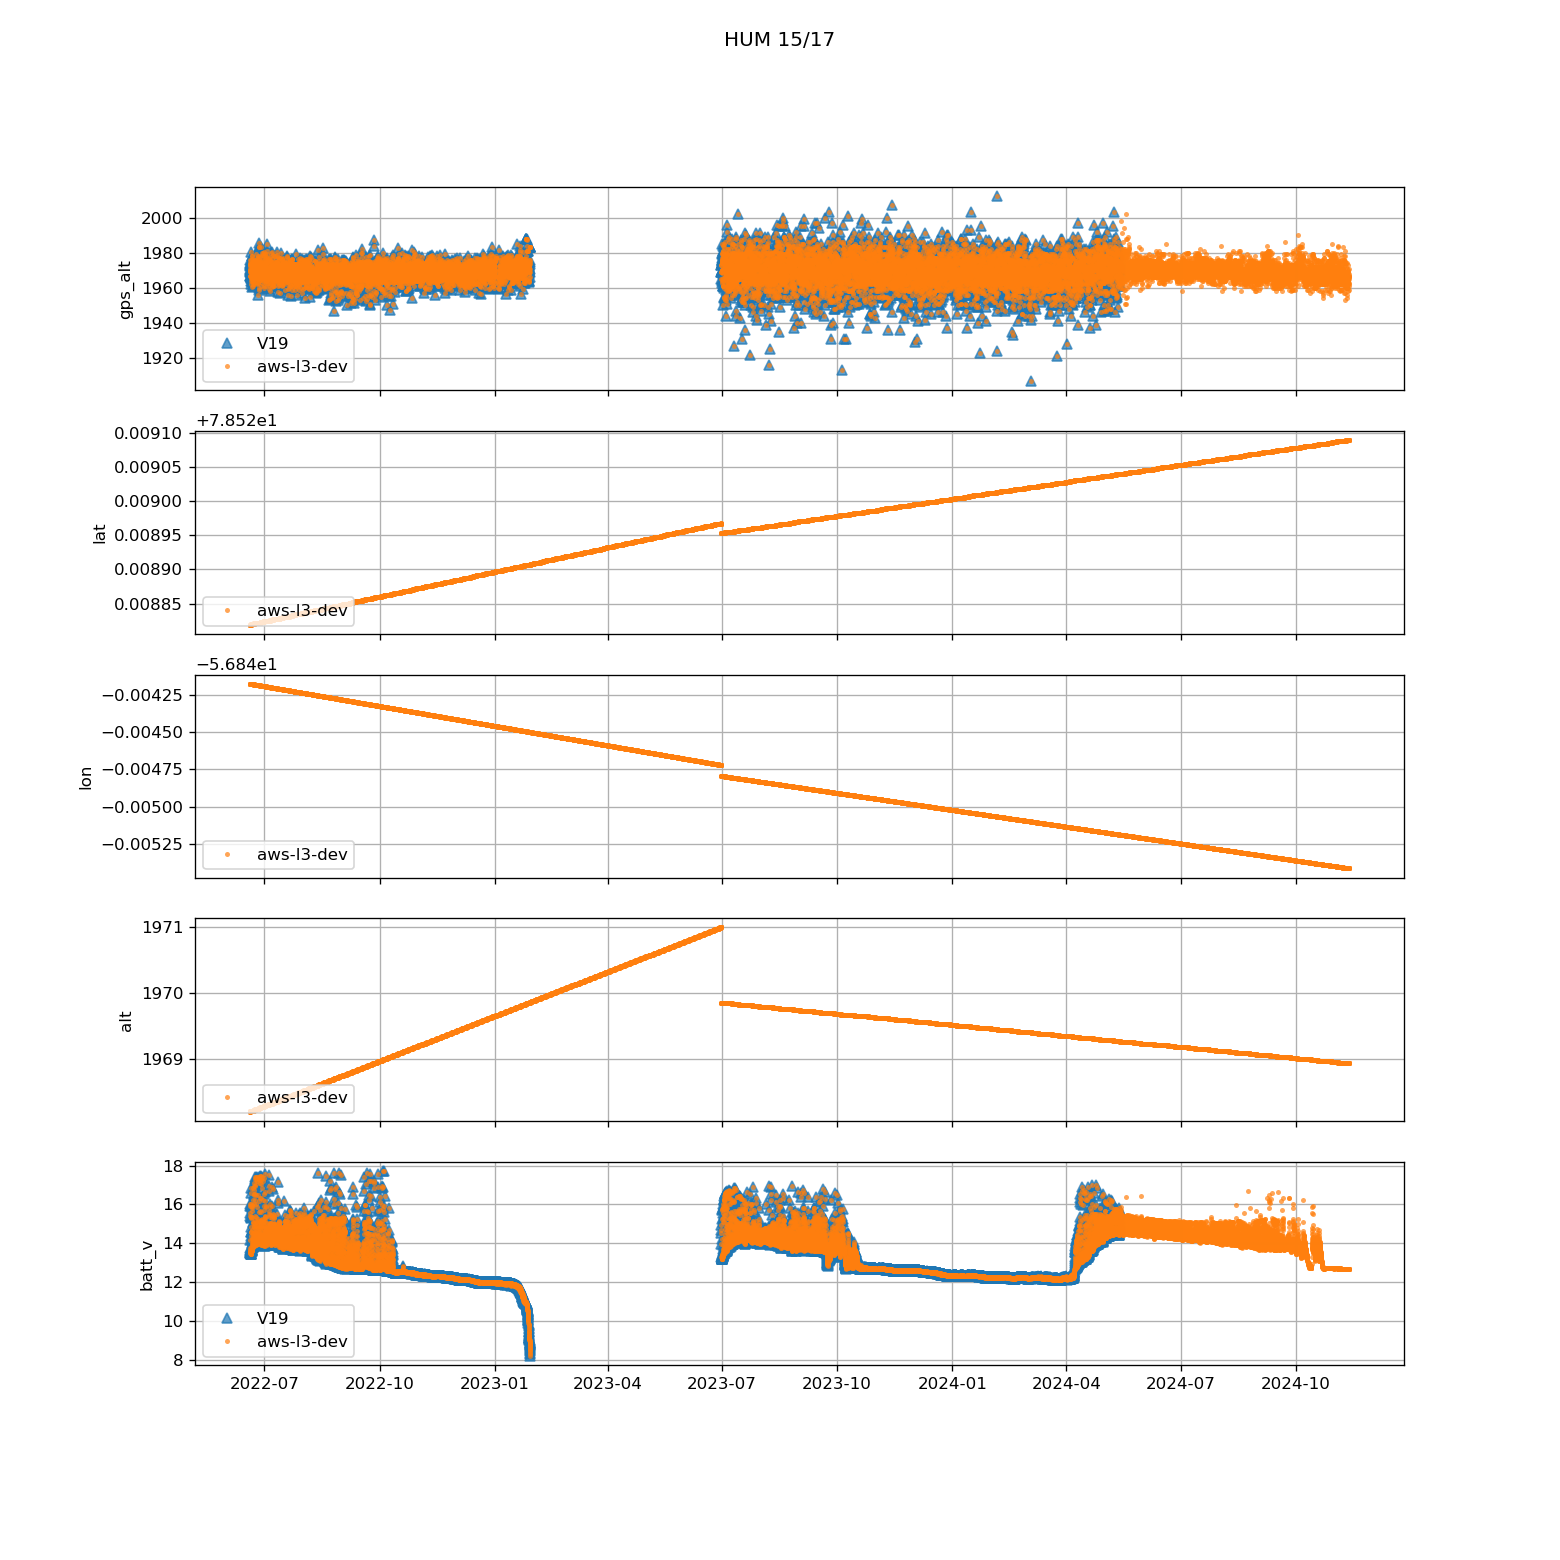 HUM 15/17
2000
1980
1960
1940
1920
gps_alt
V19
aws-l3-dev
+7.852e1
0.00910
0.00905
0.00900
0.00895
0.00890
0.00885
lat
aws-l3-dev
−5.684e1
−0.00425
−0.00450
−0.00475
−0.00500
−0.00525
lon
aws-l3-dev
1971
1970
1969
alt
aws-l3-dev
18
16
14
12
10
8
batt_v
V19
aws-l3-dev
2022-07 2022-10 2023-01 2023-04 2023-07 2023-10 2024-01 2024-04 2024-07 2024-10